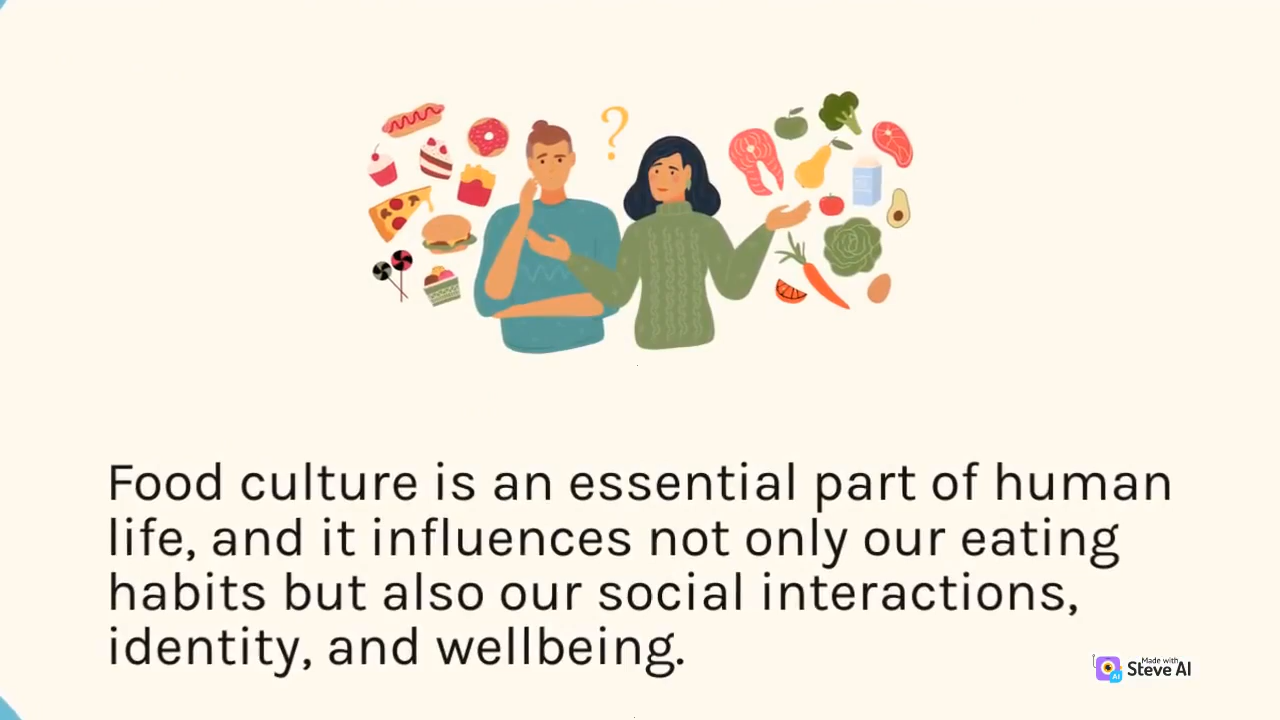 ?
Food culture is an essential part of human
life, and it influences not only our eating
habits but also our social interactions,
identity, and wellbeing.
Made with
Steve AI
AI